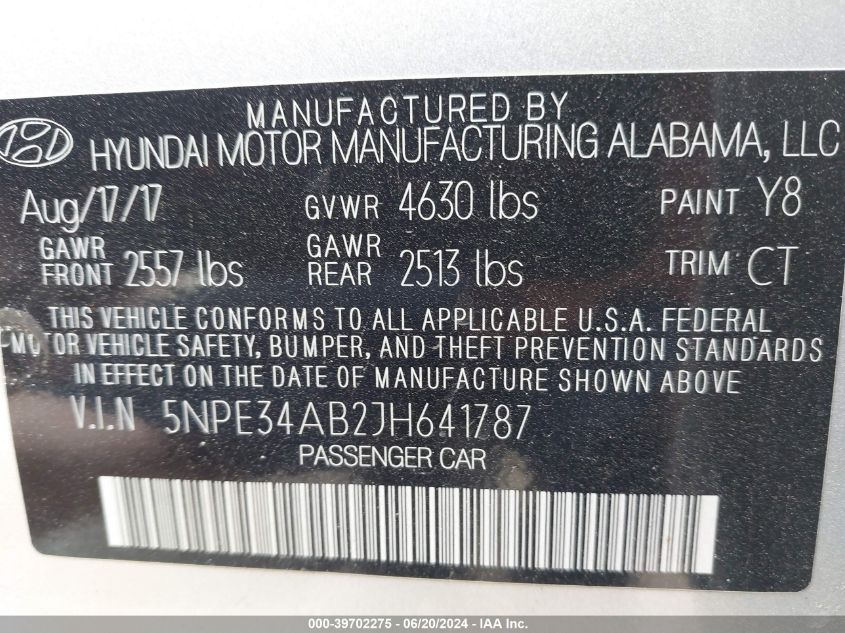 MANUFACTURED BY
HYUNDAI MOTOR MANUFACTURING ALABAMA, LLC
Aug/17/17 GVWR 4630 lbs PAINT Y8
GAWR FRONT 2557 lbs GAWR REAR 2513 lbs TRIM CT
THIS VEHICLE CONFORMS TO ALL APPLICABLE U.S.A. FEDERAL
MOTOR VEHICLE SAFETY, BUMPER, AND THEFT PREVENTION STANDARDS
IN EFFECT ON THE DATE OF MANUFACTURE SHOWN ABOVE
V.I.N 5NPE34AB2JH641787
PASSENGER CAR
000-39702275 - 06/20/2024 - IAA Inc.